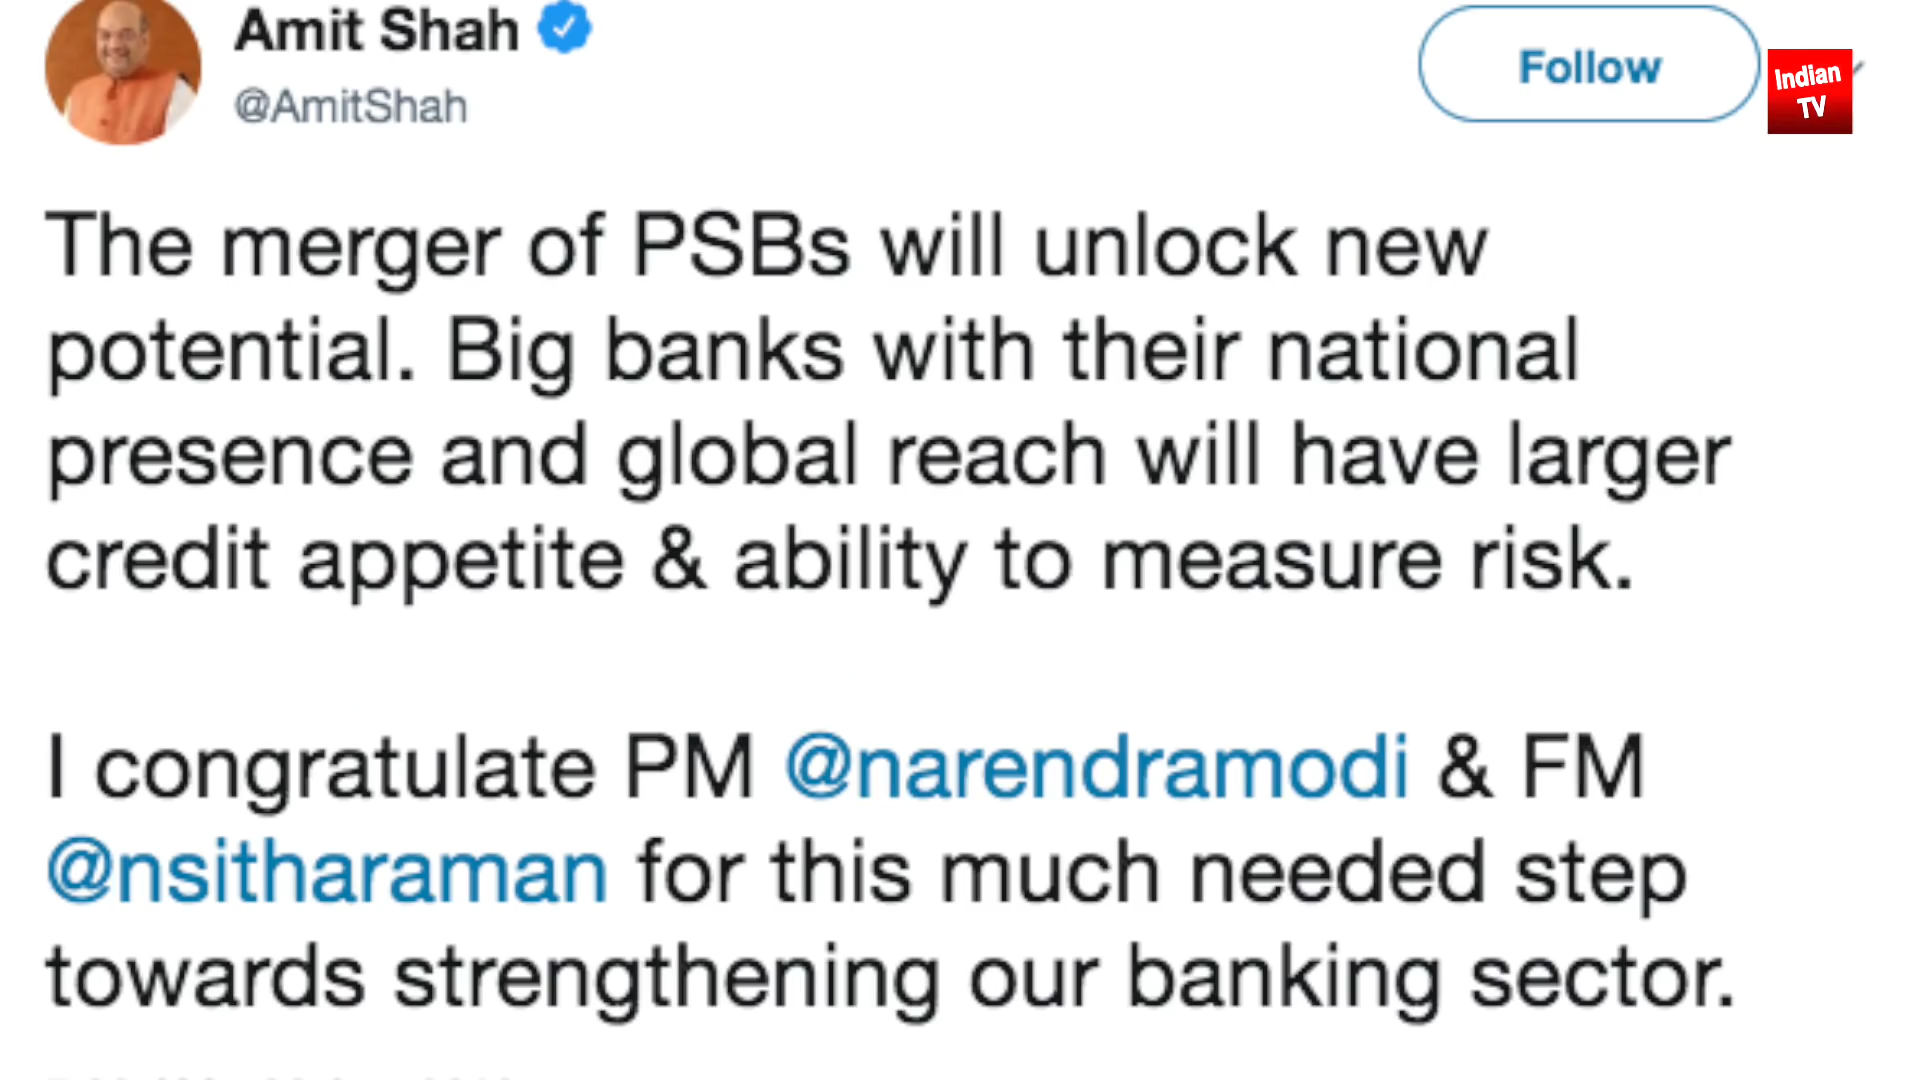 Amit Shah
@AmitShah
Follow
Indian
TV
The merger of PSBs will unlock new
potential. Big banks with their national
presence and global reach will have larger
credit appetite & ability to measure risk.
I congratulate PM @narendramodi & FM
@nsitharaman for this much needed step
towards strengthening our banking sector.